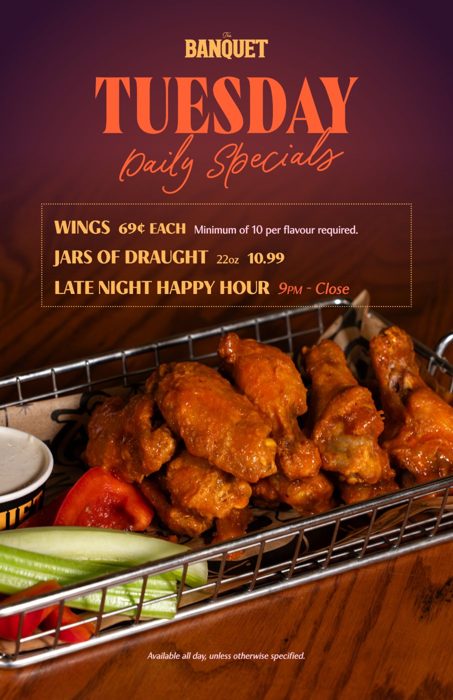 The
BANQUET
TUESDAY
Daily Specials
WINGS 69¢ EACH Minimum of 10 per flavour required.
JARS OF DRAUGHT 22oz 10.99
LATE NIGHT HAPPY HOUR 9PM - Close
Available all day, unless otherwise specified.